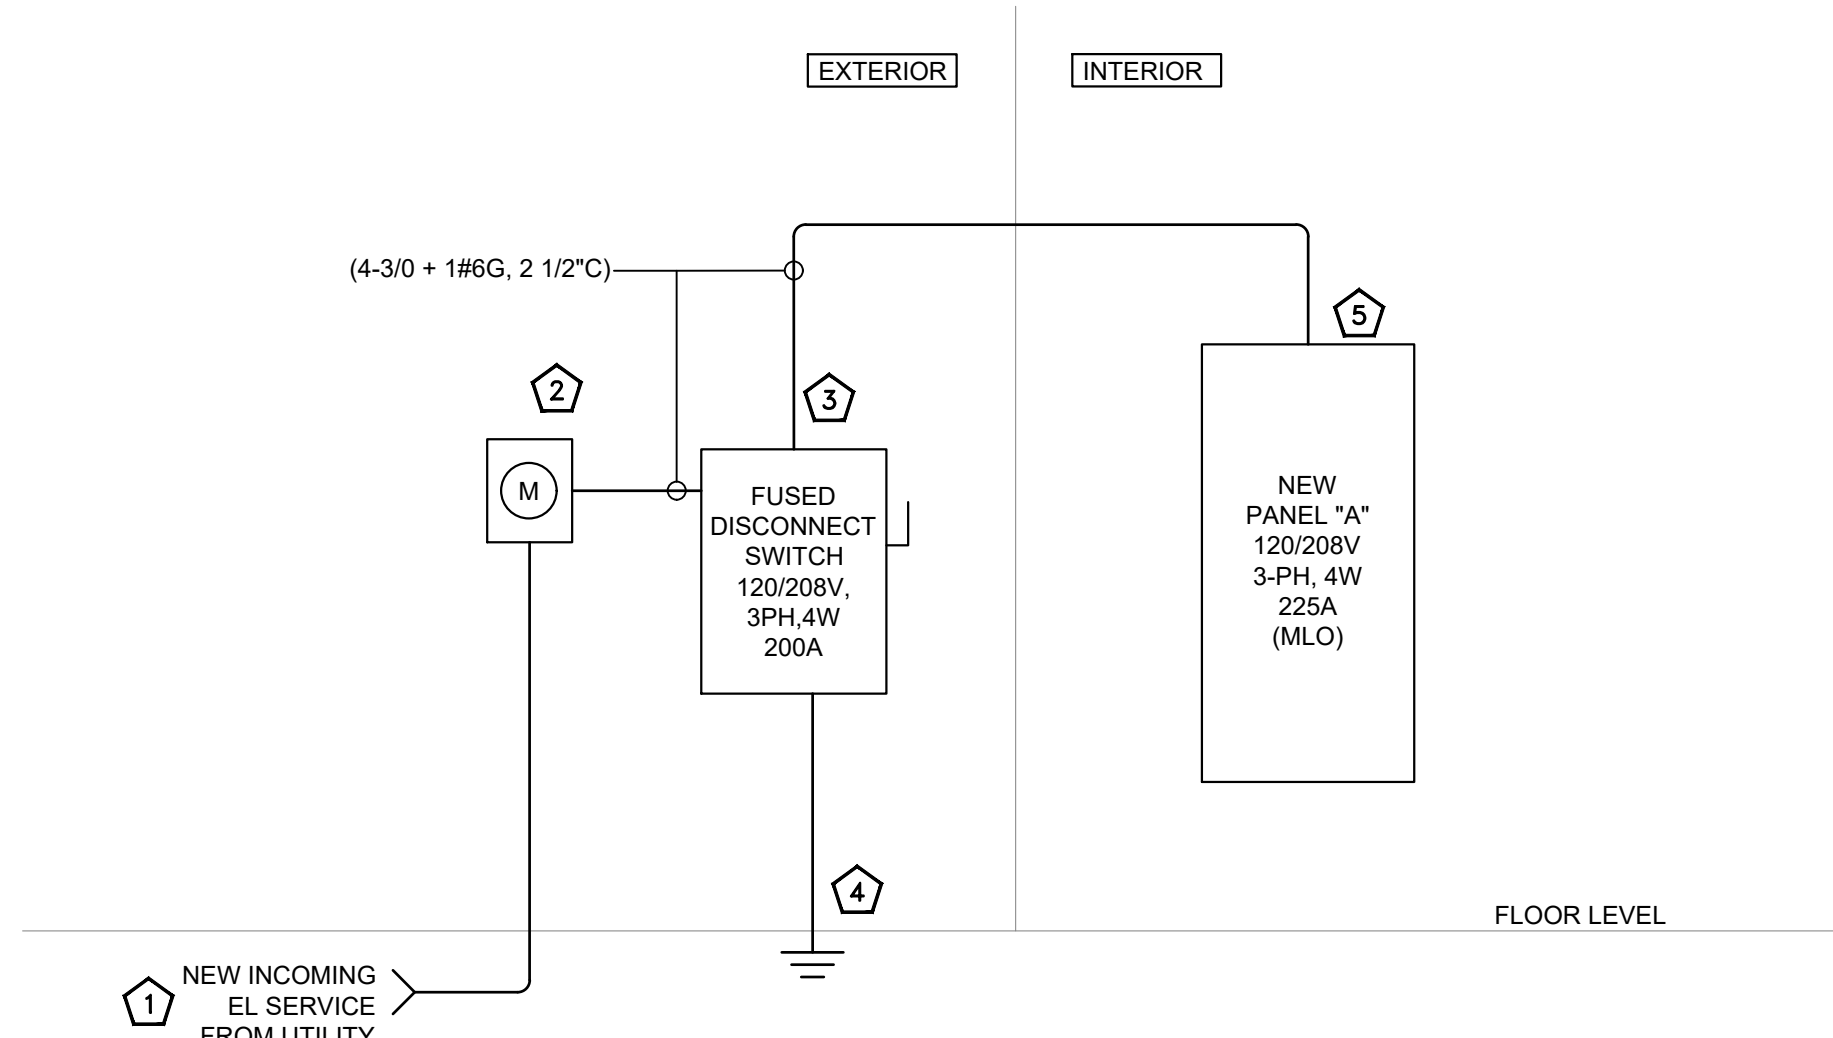 EXTERIOR
INTERIOR
(4-3/0 + 1#6G, 2 1/2"C)
5
2
3
M
FUSED
DISCONNECT
SWITCH
120/208V,
3PH,4W
200A
NEW
PANEL "A"
120/208V
3-PH, 4W
225A
(MLO)
4
FLOOR LEVEL
1
NEW INCOMING
EL SERVICE
FROM UTILITY